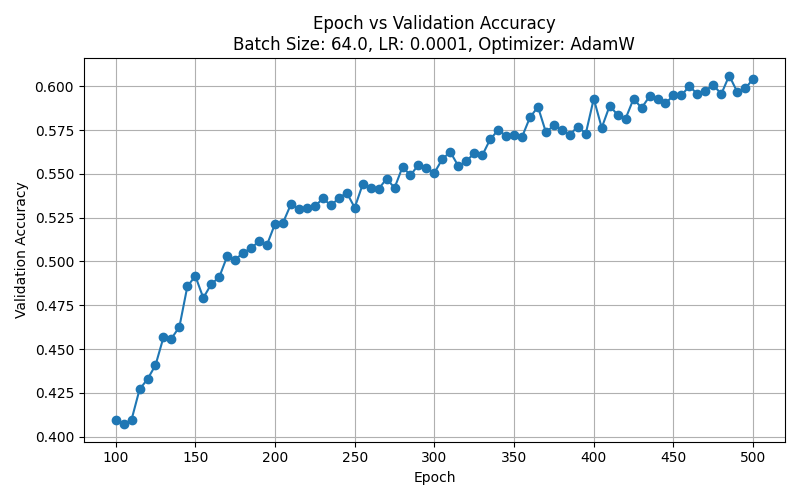 Epoch vs Validation Accuracy
Batch Size: 64.0, LR: 0.0001, Optimizer: AdamW
0.600
0.575
0.550
0.525
0.500
0.475
0.450
0.425
0.400
Validation Accuracy
100 150 200 250 300 350 400 450 500
Epoch